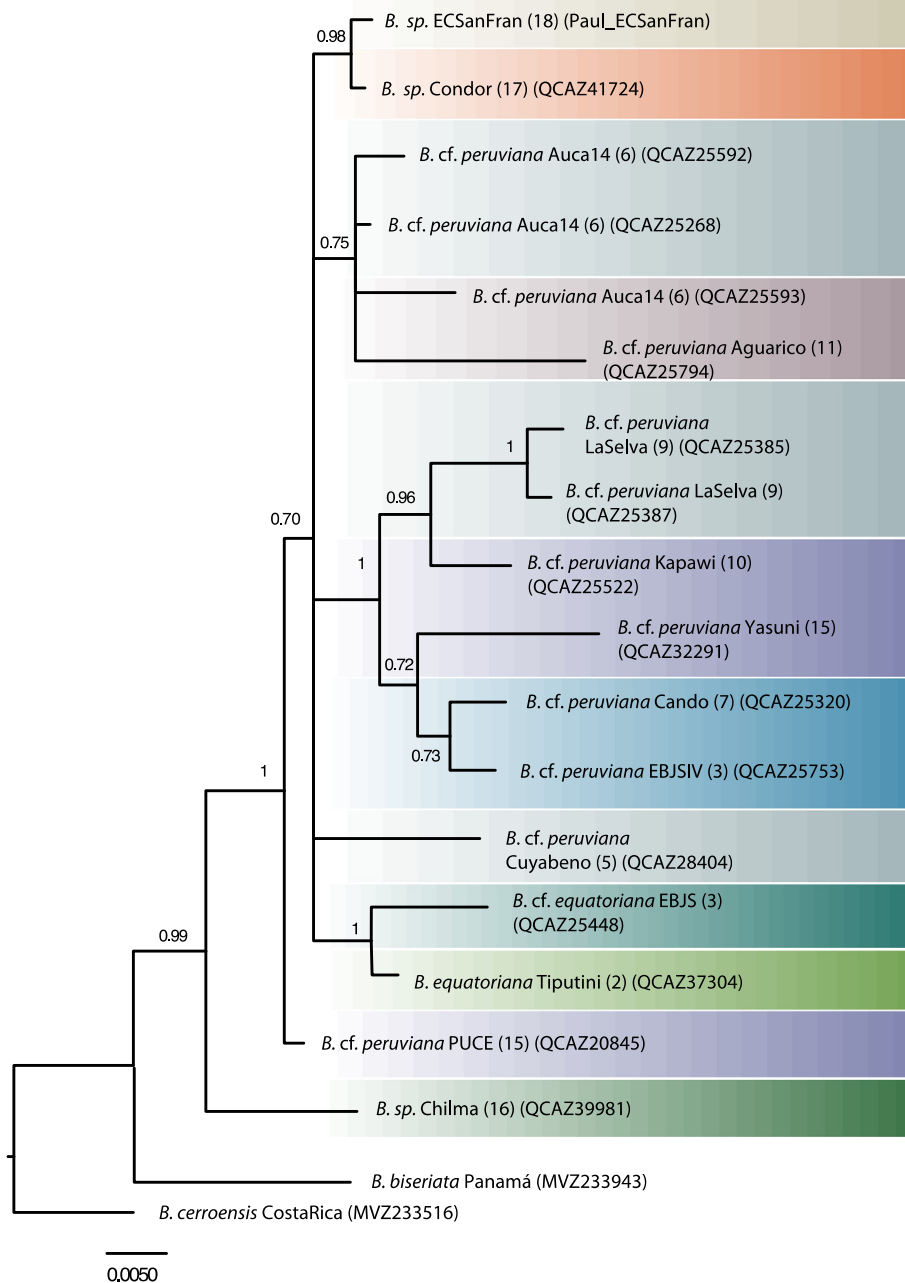 B. sp. ECSanFran (18) (Paul_ECSanFran)
0.98
B. sp. Condor (17) (QCAZ41724)
B. cf. peruviana Auca14 (6) (QCAZ25592)
B. cf. peruviana Auca14 (6) (QCAZ25268)
0.75
B. cf. peruviana Auca14 (6) (QCAZ25593)
B. cf. peruviana Aguarico (11)
(QCAZ25794)
B. cf. peruviana
LaSelva (9) (QCAZ25385)
1
B. cf. peruviana LaSelva (9)
(QCAZ25387)
0.96
0.70
B. cf. peruviana Kapawi (10)
(QCAZ25522)
1
B. cf. peruviana Yasuni (15)
(QCAZ32291)
0.72
B. cf. peruviana Cando (7) (QCAZ25320)
0.73
B. cf. peruviana EBJSIV (3) (QCAZ25753)
1
B. cf. peruviana
Cuyabeno (5) (QCAZ28404)
B. cf. equatoriana EBJS (3)
(QCAZ25448)
1
0.99
B. equatoriana Tiputini (2) (QCAZ37304)
B. cf. peruviana PUCE (15) (QCAZ20845)
B. sp. Chilma (16) (QCAZ39981)
B. biseriata Panamá (MVZ233943)
B. cerroensis CostaRica (MVZ233516)
0.0050